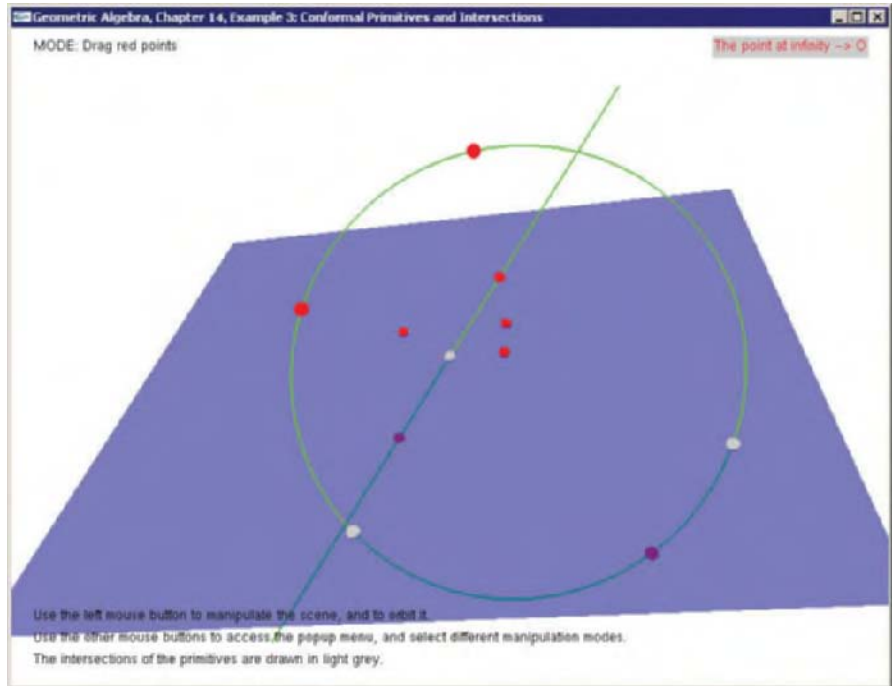 Geometric Algebra, Chapter 14, Example 3: Conformal Primitives and Intersections
MODE: Drag red points
The point at infinity --> O
Use the left mouse button to manipulate the scene, and to orbit it.
Use the other mouse buttons to access the popup menu, and select different manipulation modes.
The intersections of the primitives are drawn in light grey.